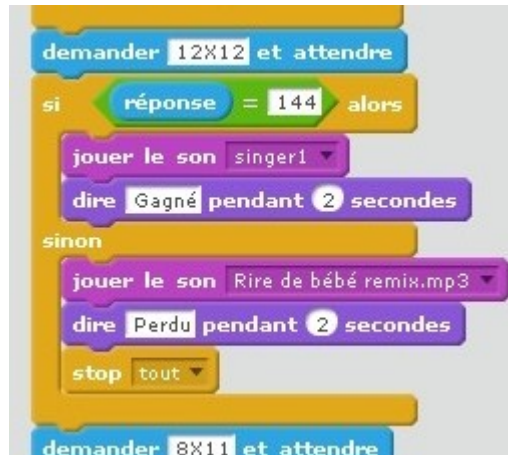 demander 12X12 et attendre
si réponse = 144 alors
jouer le son singer1
dire Gagné pendant 2 secondes
sinon
jouer le son Rire de bébé remix.mp3
dire Perdu pendant 2 secondes
stop tout
demander 8X11 et attendre